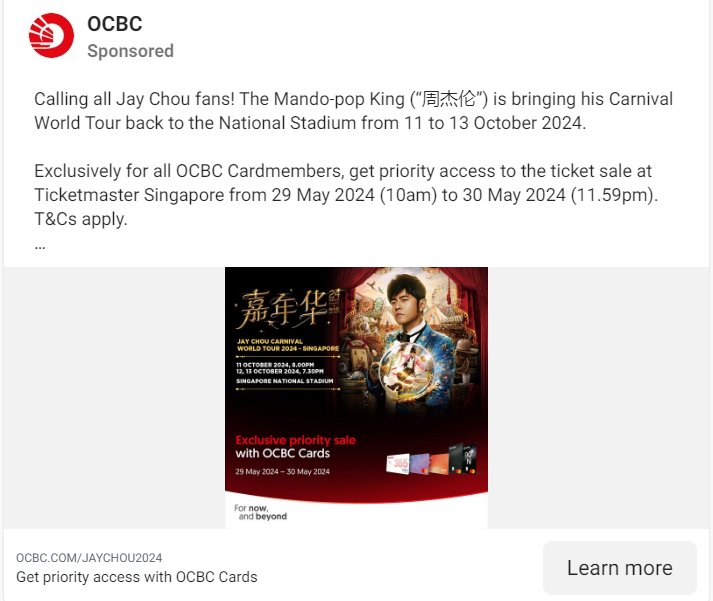 OCBC
Sponsored
Calling all Jay Chou fans! The Mando-pop King (“周杰伦”) is bringing his Carnival
World Tour back to the National Stadium from 11 to 13 October 2024.
Exclusively for all OCBC Cardmembers, get priority access to the ticket sale at
Ticketmaster Singapore from 29 May 2024 (10am) to 30 May 2024 (11.59pm).
T&Cs apply.
...
嘉年华
JAY CHOU CARNIVAL
WORLD TOUR 2024 - SINGAPORE
11 OCTOBER 2024, 8.00PM
12, 13 OCTOBER 2024, 7.30PM
SINGAPORE NATIONAL STADIUM
Exclusive priority sale
with OCBC Cards
29 May 2024 – 30 May 2024
365
90°N
For now,
and beyond
OCBC.COM/JAYCHOU2024
Get priority access with OCBC Cards
Learn more